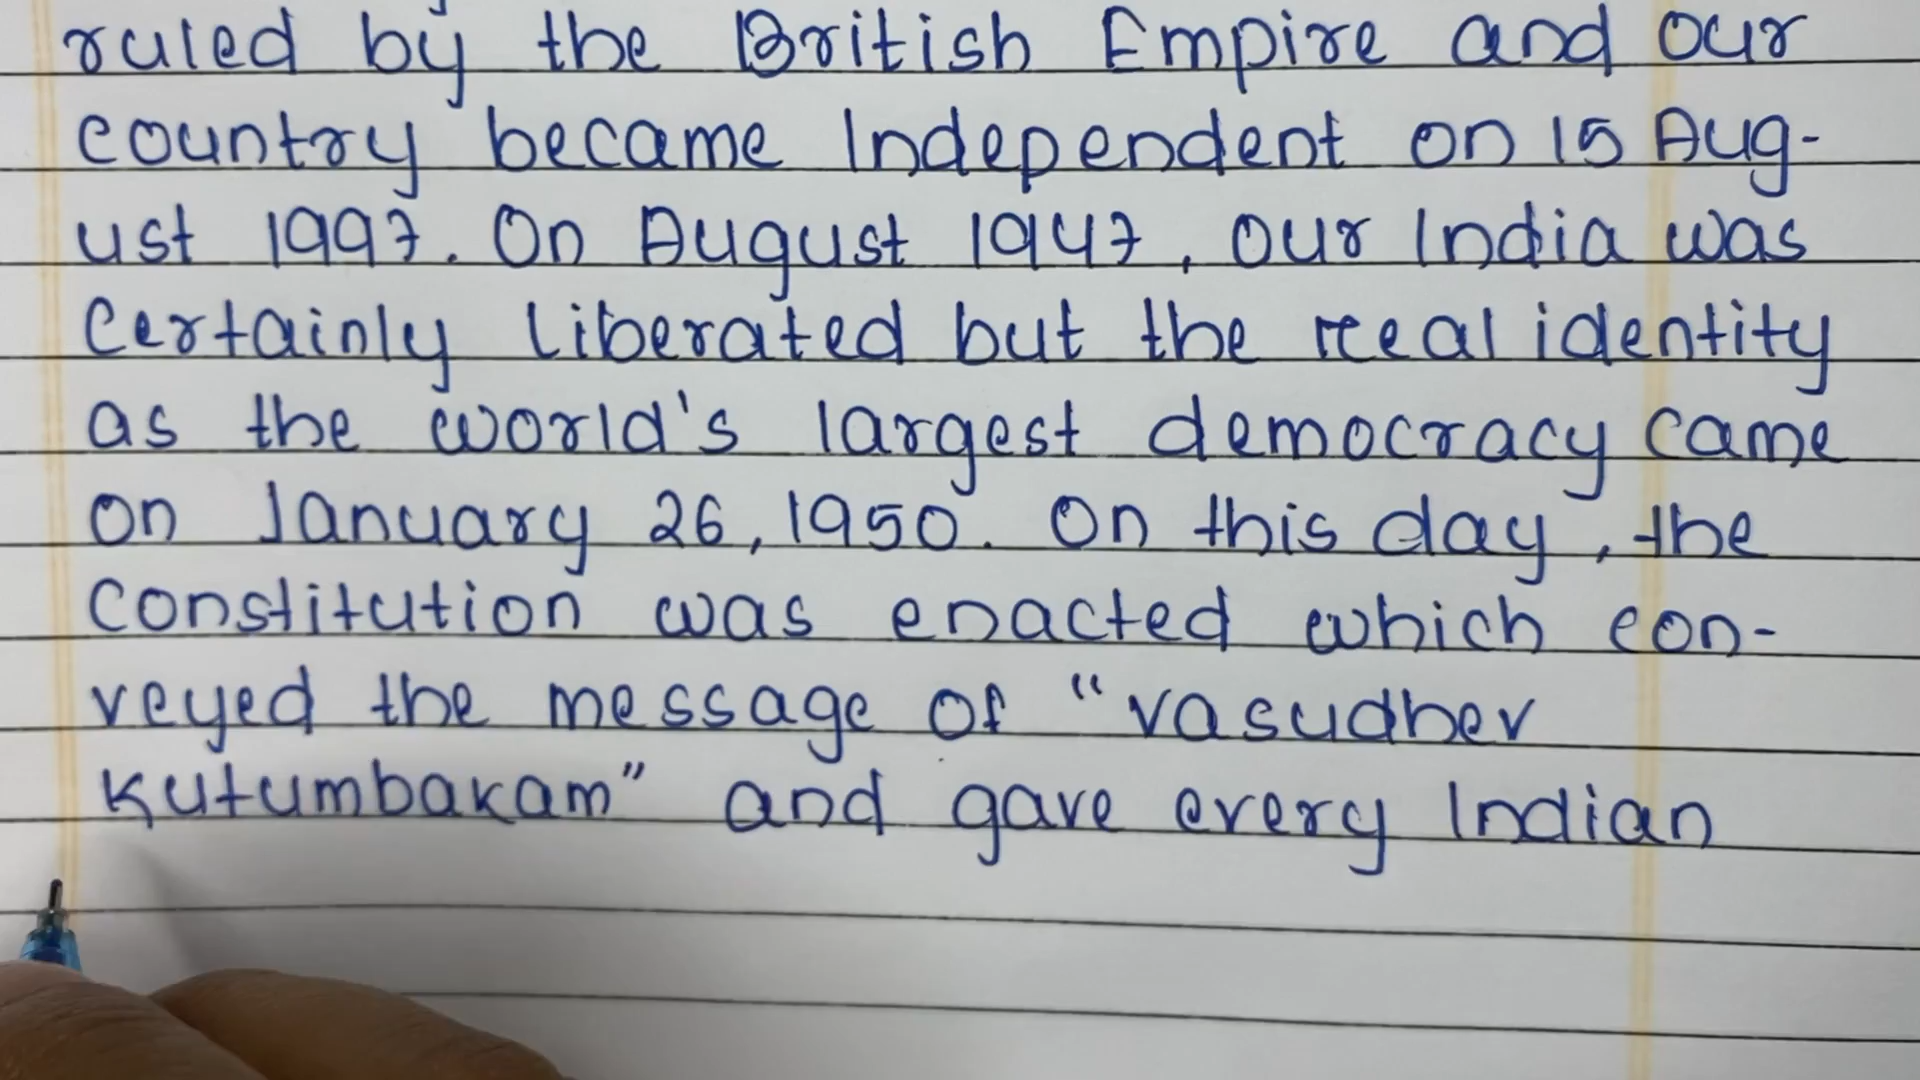 ruled by the British Empire and our
country became Independent on 15 Aug-
ust 1997. On August 1947, our India was
Certainly liberated but the real identity
as the world's largest democracy came
on January 26, 1950. On this day, the
Constitution was enacted which con-
veyed the message of "vasudhev
Kutumbakam" and gave every Indian